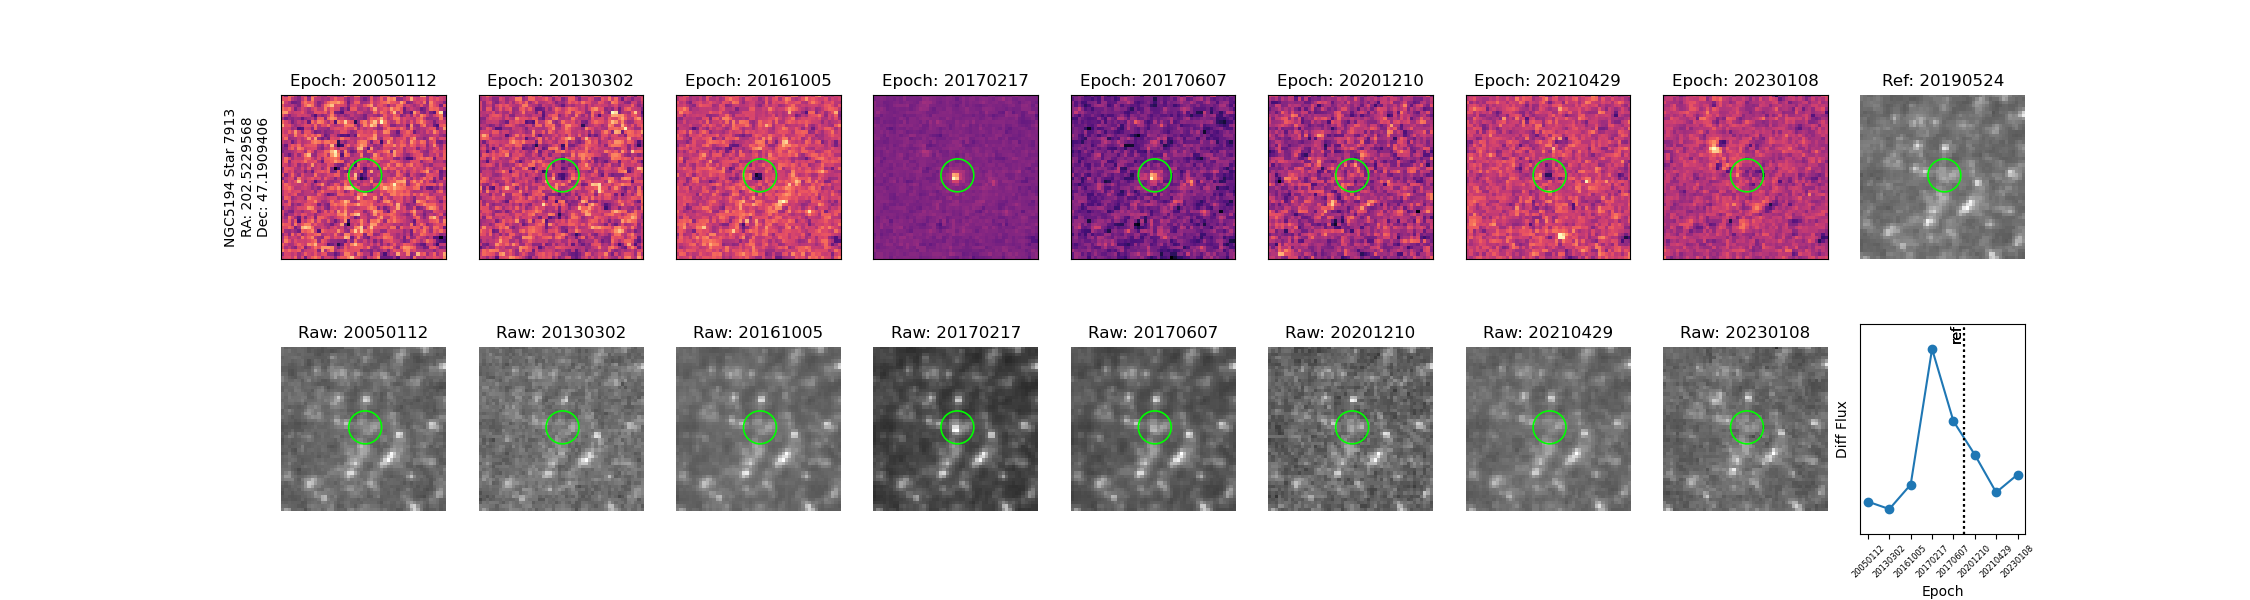 NGC5194 Star 7913
RA: 202.5229568
Dec: 47.1909406
Epoch: 20050112
Epoch: 20130302
Epoch: 20161005
Epoch: 20170217
Epoch: 20170607
Epoch: 20201210
Epoch: 20210429
Epoch: 20230108
Ref: 20190524
Raw: 20050112
Raw: 20130302
Raw: 20161005
Raw: 20170217
Raw: 20170607
Raw: 20201210
Raw: 20210429
Raw: 20230108
Diff Flux
ref
20050112
20130302
20161005
20170217
20170607
20201210
20210429
20230108
Epoch